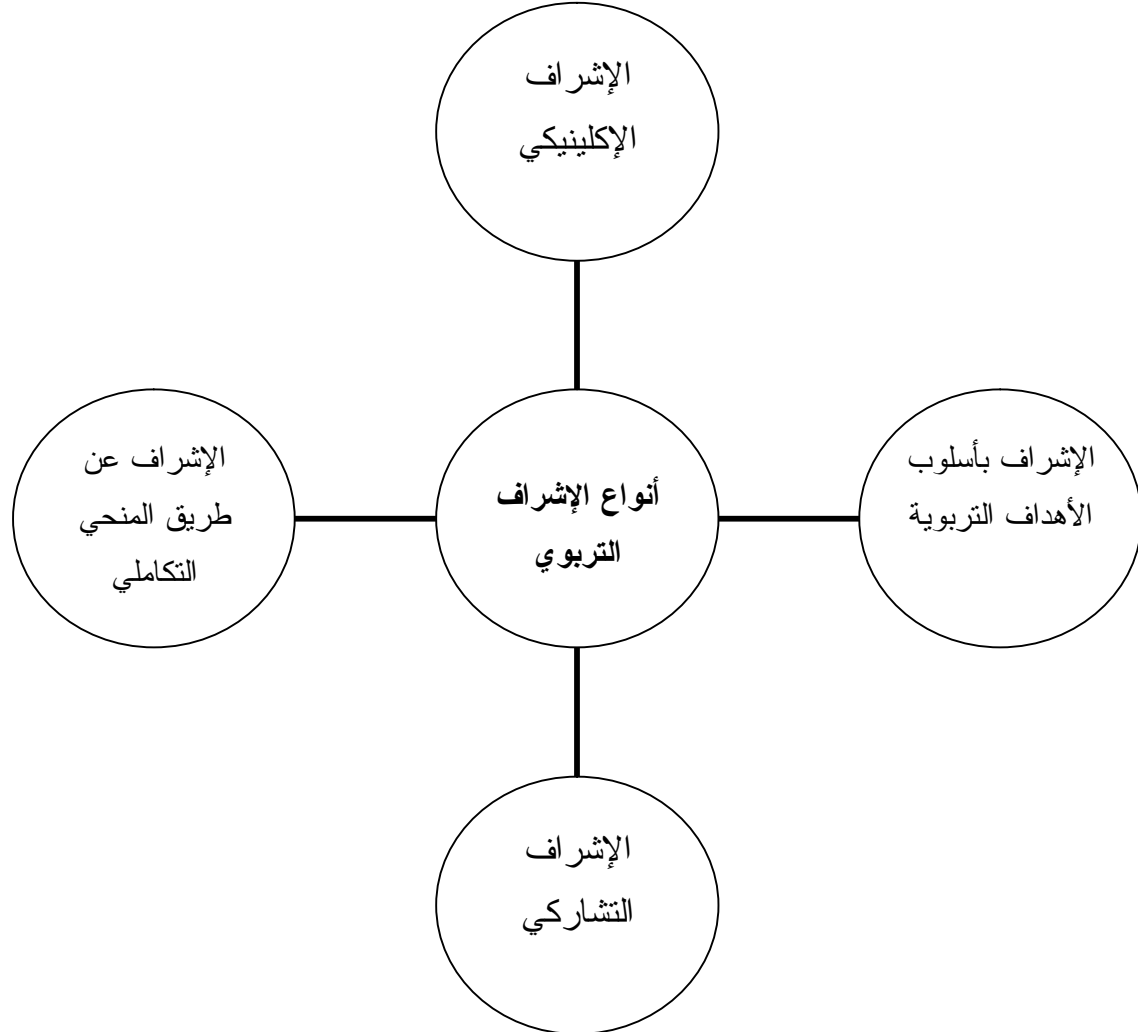 الإشراف
الإكلينيكي
الإشراف بأسلوب
الأهداف التربوية
أنواع الإشراف
التربوي
الإشراف عن
طريق المنحي
التكاملي
الإشراف
التشاركي